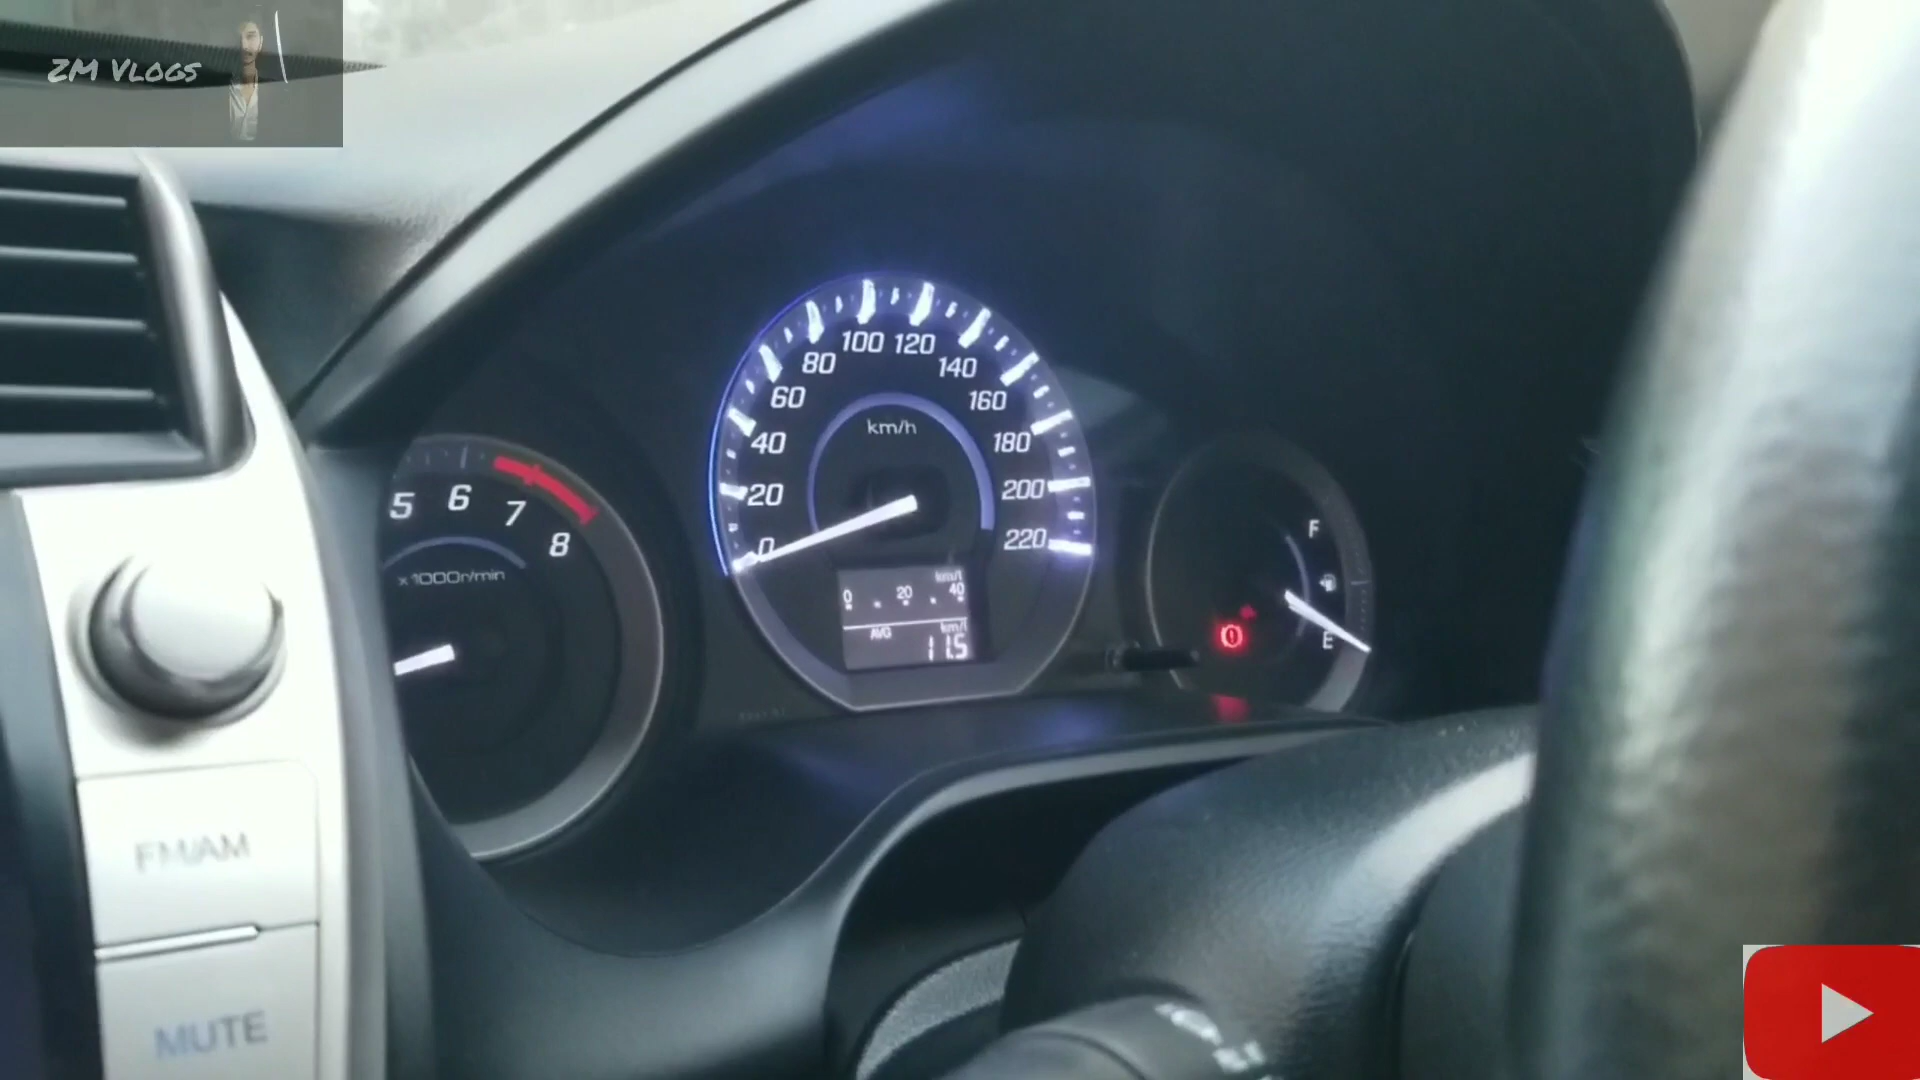 ZM Vlogs
100 120
80 140
60 160
km/h
40 180
20 200
0 220
5 6 7 8
x 1000r/min
km/l
0 20 40
AVG km/l
11.5
F
E
FM/AM
MUTE